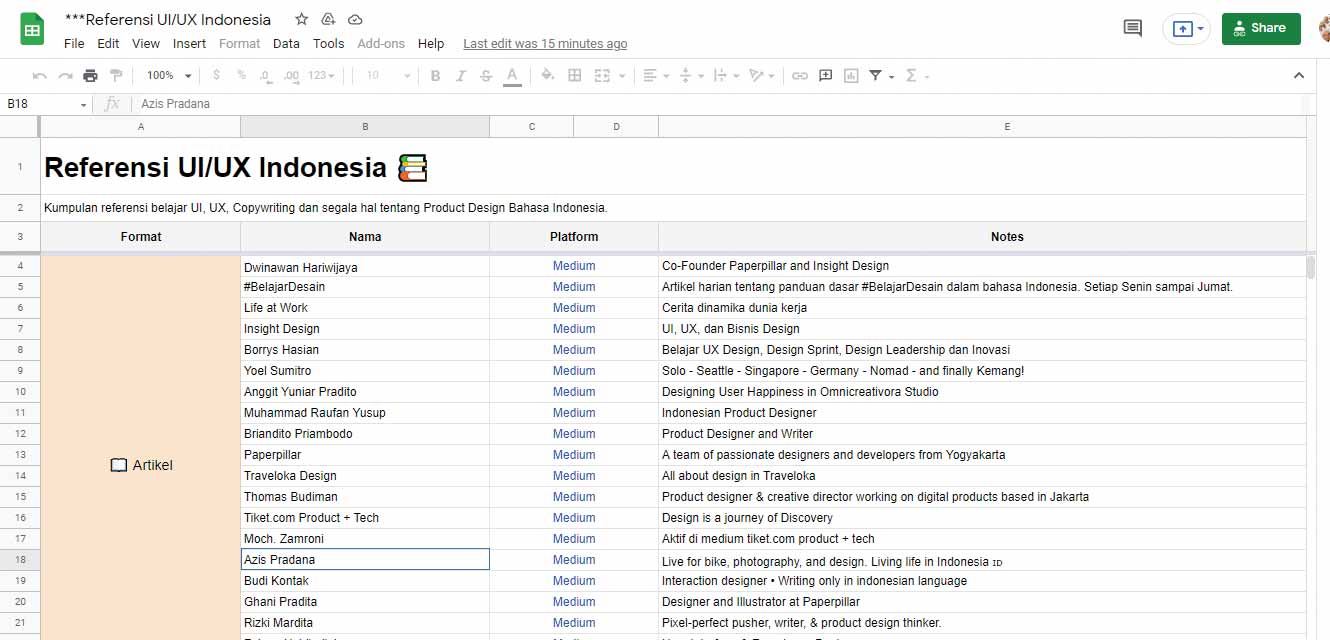 ***Referensi UI/UX Indonesia
File Edit View Insert Format Data Tools Add-ons Help Last edit was 15 minutes ago
Share
100% $ % .0 .00 123 10 B I S A Σ
B18 fx Azis Pradana
A B C D E
1 Referensi UI/UX Indonesia
2 Kumpulan referensi belajar UI, UX, Copywriting dan segala hal tentang Product Design Bahasa Indonesia.
3 Format Nama Platform Notes
4 Dwinawan Hariwijaya Medium Co-Founder Paperpillar and Insight Design
5 #BelajarDesain Medium Artikel harian tentang panduan dasar #BelajarDesain dalam bahasa Indonesia. Setiap Senin sampai Jumat.
6 Life at Work Medium Cerita dinamika dunia kerja
7 Insight Design Medium UI, UX, dan Bisnis Design
8 Borrys Hasian Medium Belajar UX Design, Design Sprint, Design Leadership dan Inovasi
9 Yoel Sumitro Medium Solo - Seattle - Singapore - Germany - Nomad - and finally Kemang!
10 Anggit Yuniar Pradito Medium Designing User Happiness in Omnicreativora Studio
11 Muhammad Raufan Yusup Medium Indonesian Product Designer
12 Briandito Priambodo Medium Product Designer and Writer
13 Paperpillar Medium A team of passionate designers and developers from Yogyakarta
Artikel
14 Traveloka Design Medium All about design in Traveloka
15 Thomas Budiman Medium Product designer & creative director working on digital products based in Jakarta
16 Tiket.com Product + Tech Medium Design is a journey of Discovery
17 Moch. Zamroni Medium Aktif di medium tiket.com product + tech
18 Azis Pradana Medium Live for bike, photography, and design. Living life in Indonesia ID
19 Budi Kontak Medium Interaction designer • Writing only in indonesian language
20 Ghani Pradita Medium Designer and Illustrator at Paperpillar
21 Rizki Mardita Medium Pixel-perfect pusher, writer, & product design thinker.